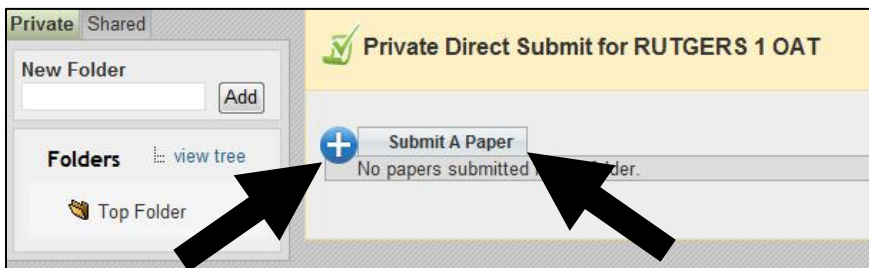 Private Shared
New Folder
Add
Folders view tree
Top Folder
Private Direct Submit for RUTGERS 1 OAT
Submit A Paper
No papers submitted